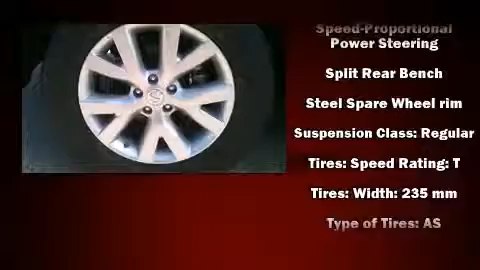 Speed-Proportional
Power Steering
Split Rear Bench
Steel Spare Wheel rim
Suspension Class: Regular
Tires: Speed Rating: T
Tires: Width: 235 mm
Type of Tires: AS